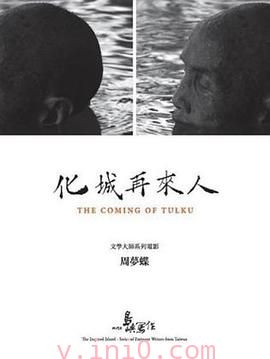 化城再來人
THE COMING OF TULKU
文學大師系列電影
周夢蝶
島嶼寫作
The Inspired Island : Series of Eminent Writers from Taiwan
v.ini0.com